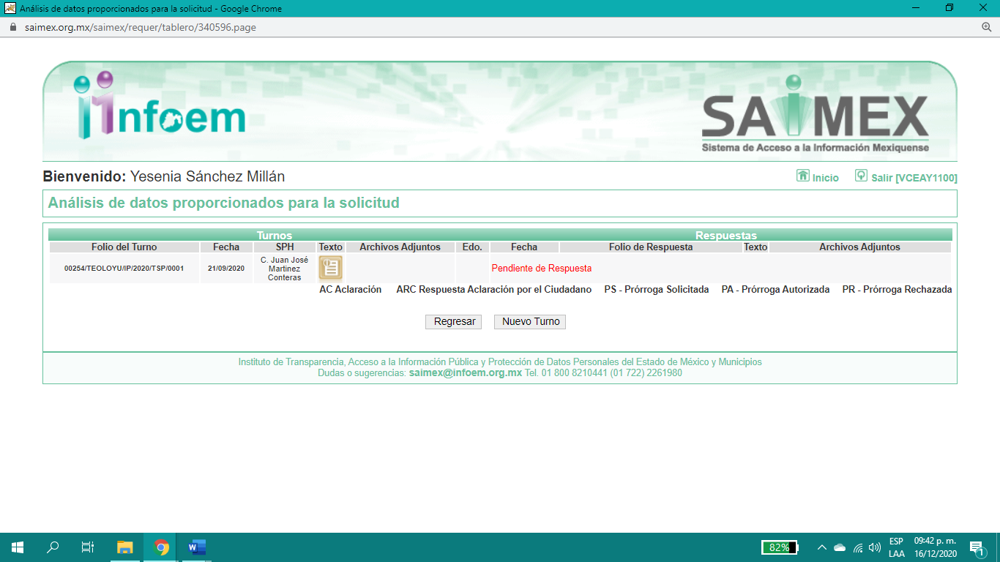 Análisis de datos proporcionados para la solicitud - Google Chrome
saimex.org.mx/saimex/requer/tablero/340596.page
infoem
SAIMEX
Sistema de Acceso a la Información Mexiquense
Bienvenido: Yesenia Sánchez Millán
Inicio Salir [VCEAY1100]
Análisis de datos proporcionados para la solicitud
Turnos Respuestas
Folio del Turno Fecha SPH Texto Archivos Adjuntos Edo. Fecha Folio de Respuesta Texto Archivos Adjuntos
00254/TEOLOYU/IP/2020/TSP/0001 21/09/2020 C. Juan José Martinez Conteras Pendiente de Respuesta
AC Aclaración ARC Respuesta Aclaración por el Ciudadano PS - Prórroga Solicitada PA - Prórroga Autorizada PR - Prórroga Rechazada
Regresar Nuevo Turno
Instituto de Transparencia, Acceso a la Información Pública y Protección de Datos Personales del Estado de México y Municipios
Dudas o sugerencias: saimex@infoem.org.mx Tel. 01 800 8210441 (01 722) 2261980
82% ESP 09:42 p. m.
LAA 16/12/2020 1